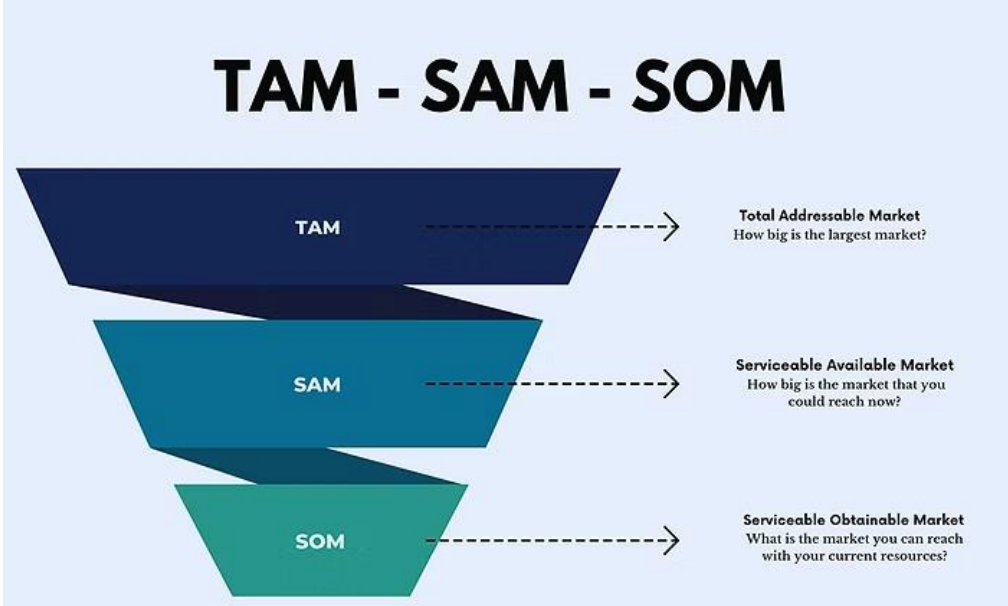 TAM - SAM - SOM
TAM
Total Addressable Market
How big is the largest market?
SAM
Serviceable Available Market
How big is the market that you
could reach now?
SOM
Serviceable Obtainable Market
What is the market you can reach
with your current resources?